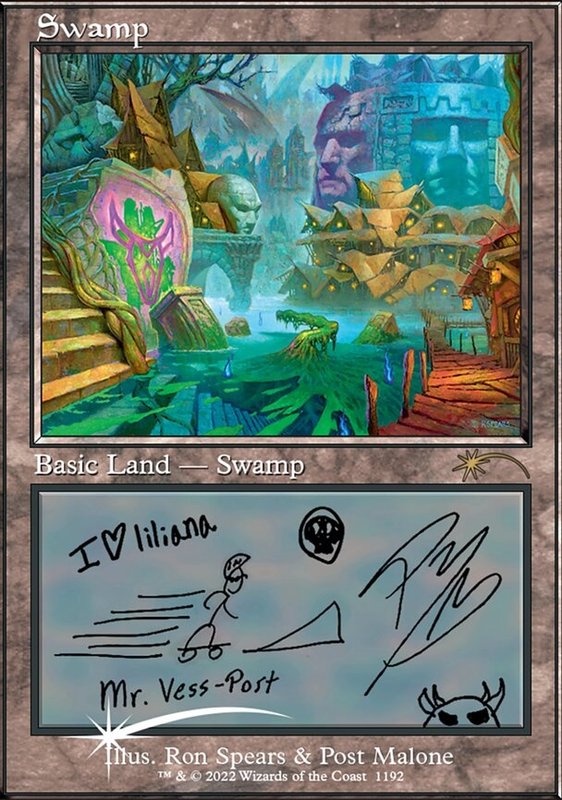 Swamp
R. SPEARS
Basic Land — Swamp
I ♡ liliana
Mr. Vess-Post
Illus. Ron Spears & Post Malone
™ & © 2022 Wizards of the Coast 1192